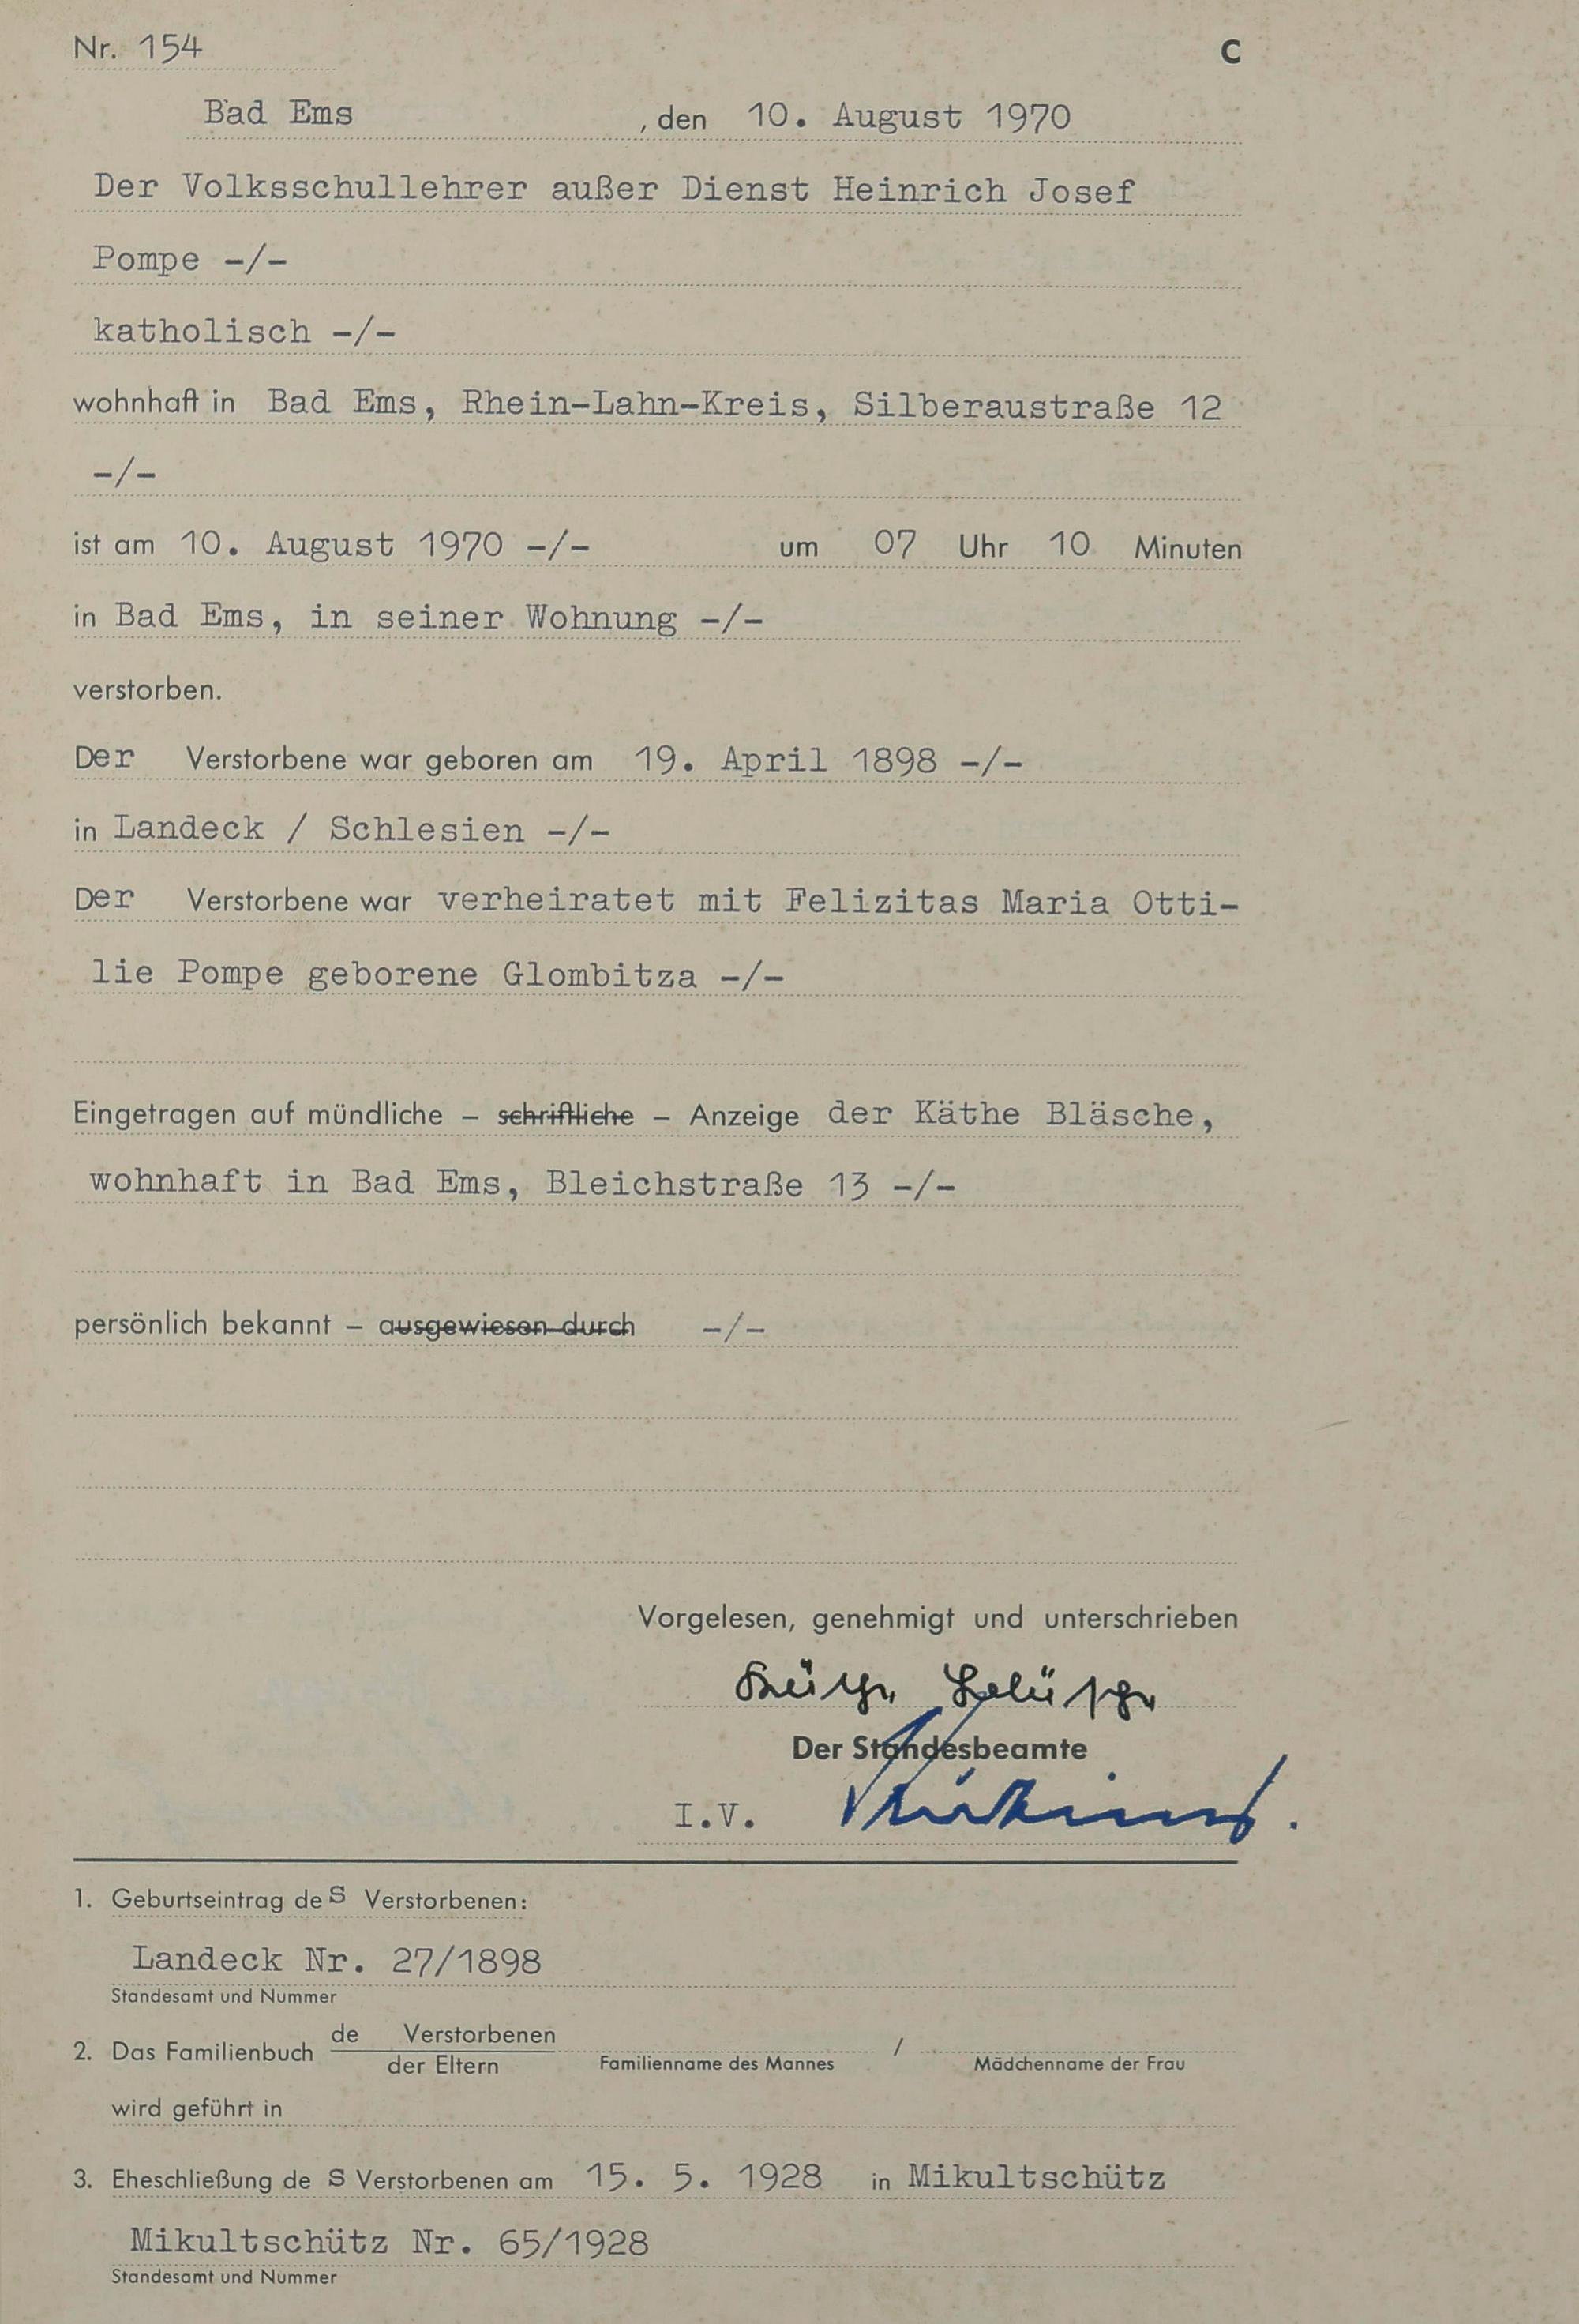 Nr. 154 C
Bad Ems , den 10. August 1970
Der Volksschullehrer außer Dienst Heinrich Josef
Pompe -/-
katholisch -/-
wohnhaft in Bad Ems, Rhein-Lahn-Kreis, Silberaustraße 12
-/-
ist am 10. August 1970 -/- um 07 Uhr 10 Minuten
in Bad Ems, in seiner Wohnung -/-
verstorben.
Der Verstorbene war geboren am 19. April 1898 -/-
in Landeck / Schlesien -/-
Der Verstorbene war verheiratet mit Felizitas Maria Otti-
lie Pompe geborene Glombitza -/-
Eingetragen auf mündliche – schriftliche – Anzeige der Käthe Bläsche,
wohnhaft in Bad Ems, Bleichstraße 13 -/-
persönlich bekannt – ausgewiesen durch -/-
Vorgelesen, genehmigt und unterschrieben
Der Standesbeamte
I.V.
1. Geburtseintrag des Verstorbenen:
Landeck Nr. 27/1898
Standesamt und Nummer
2. Das Familienbuch de Verstorbenen
der Eltern Familienname des Mannes / Mädchenname der Frau
wird geführt in
3. Eheschließung des Verstorbenen am 15. 5. 1928 in Mikultschütz
Mikultschütz Nr. 65/1928
Standesamt und Nummer